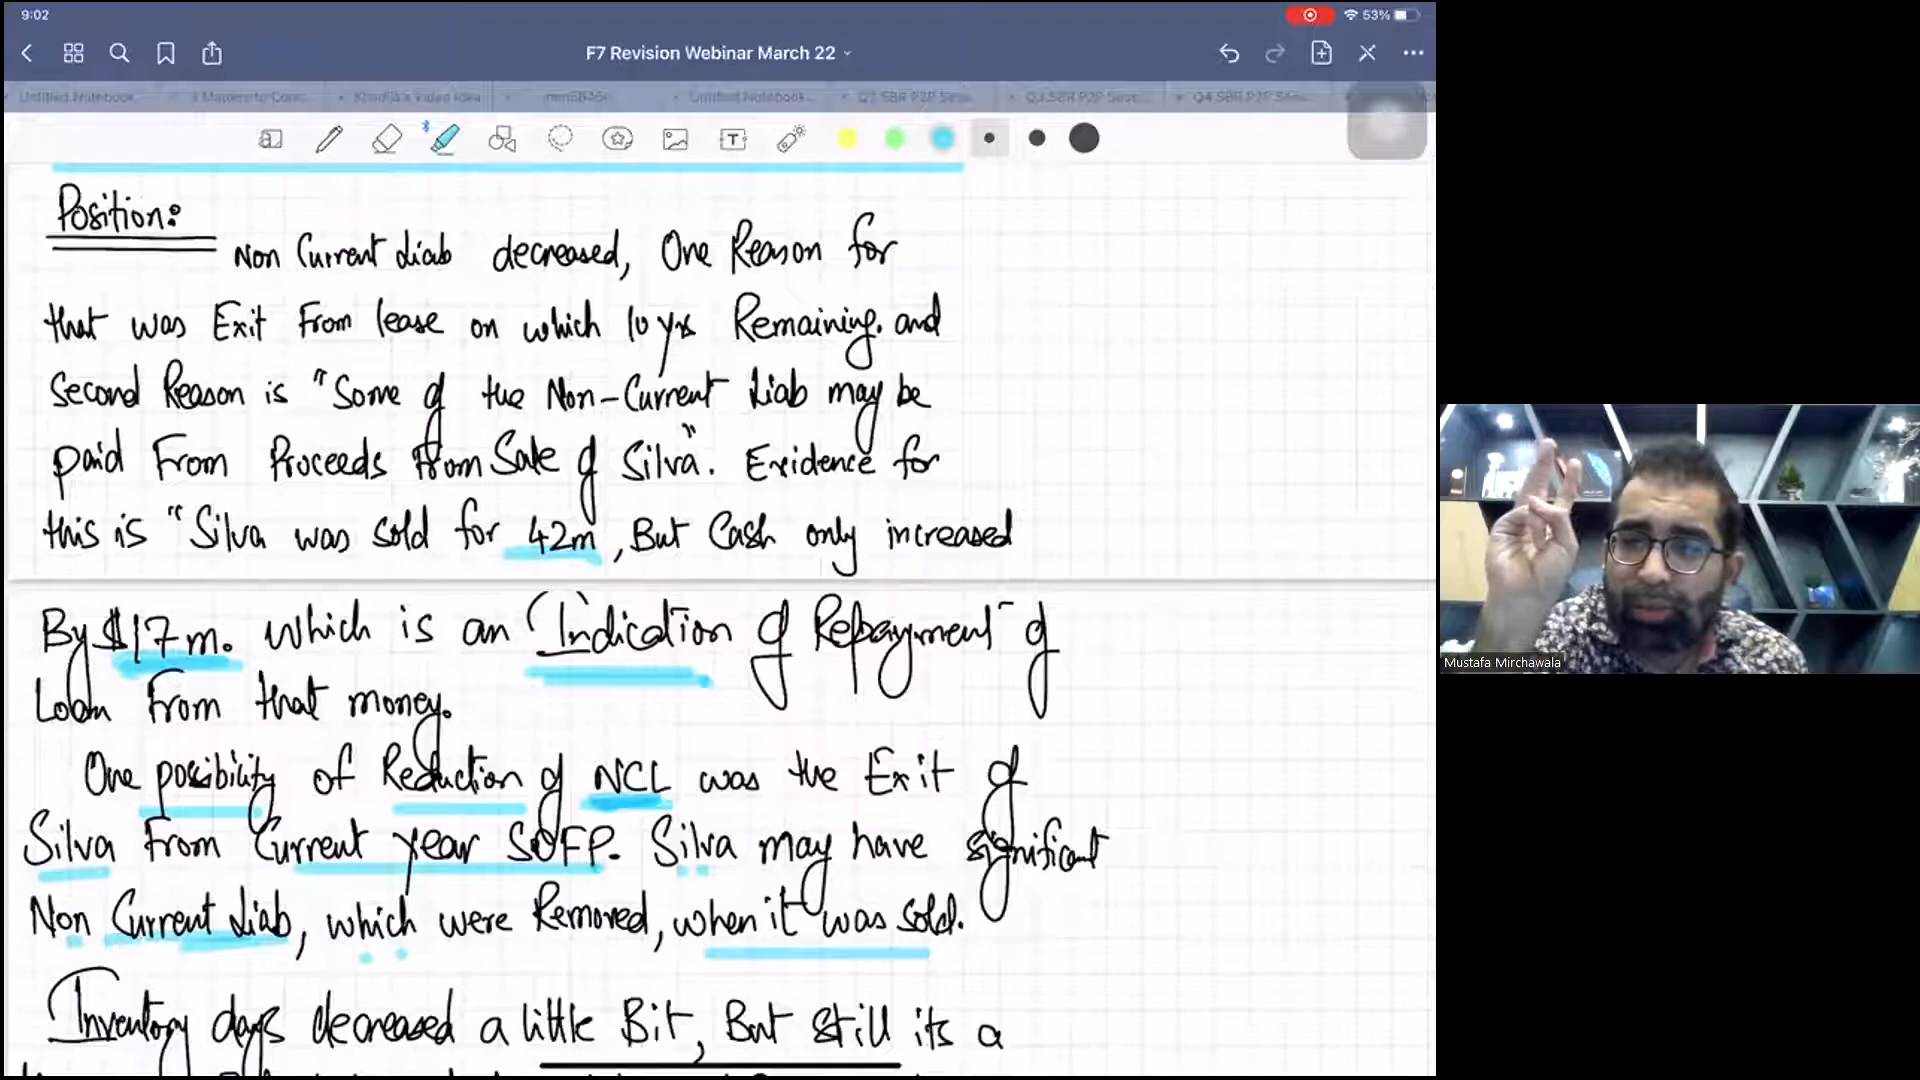 9:02
53%
F7 Revision Webinar March 22
Untitled Notebook
Untitled Notebook...
T
Position:
Non Current Liab decreased, One Reason for
that was Exit From lease on which 10 yrs Remaining. and
Second Reason is "Some of the Non-Current Liab may be
paid From Proceeds from Sale of Silva". Evidence for
this is "Silva was sold for 42m, But Cash only increased
By $17m. Which is an Indication of Repayment of
Loan From that money.
One possibility of Reduction of NCL was the Exit of
Silva From Current year SOFP. Silva may have significant
Non Current Liab, which were Removed, when it was sold.
Inventory days decreased a little Bit, But still its a
Mustafa Mirchawala